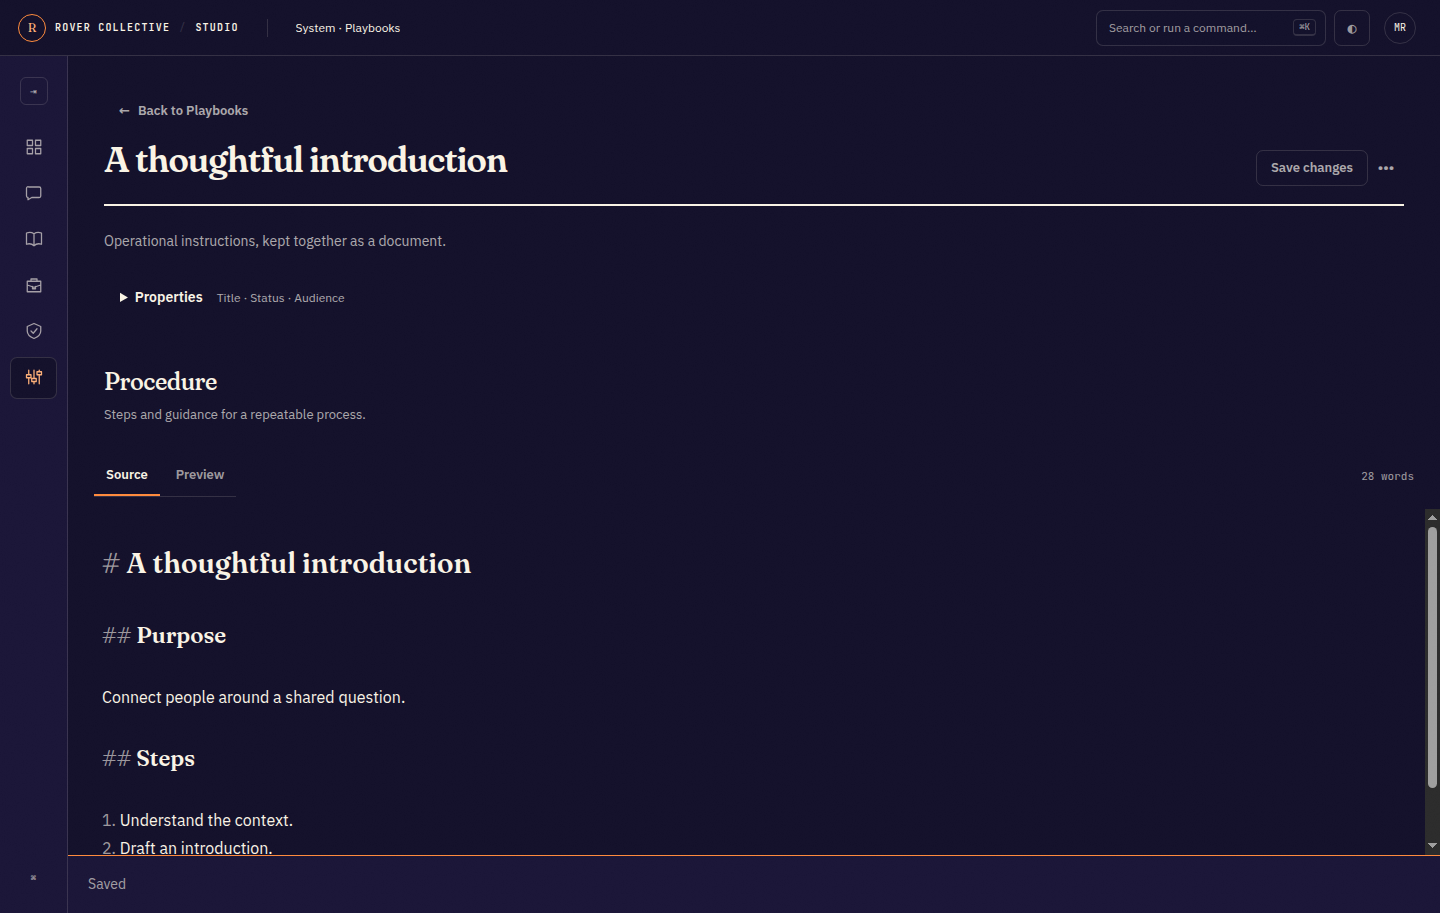 R ROVER COLLECTIVE / STUDIO
System · Playbooks
Search or run a command... ⌘K
MR
← Back to Playbooks
A thoughtful introduction
Save changes
Operational instructions, kept together as a document.
Properties Title · Status · Audience
Procedure
Steps and guidance for a repeatable process.
Source Preview
28 words
# A thoughtful introduction
## Purpose
Connect people around a shared question.
## Steps
1. Understand the context.
2. Draft an introduction.
⌘
Saved